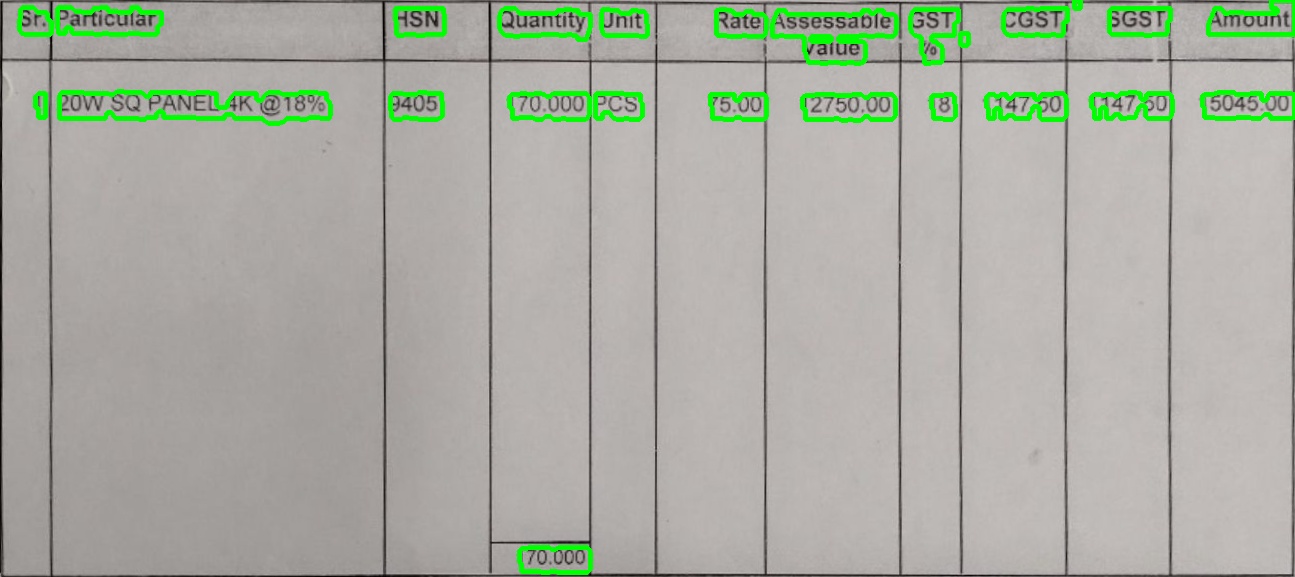 Sr. Particular HSN Quantity Unit Rate Assessable GST CGST SGST Amount
Value %
1 20W SQ PANEL 4K @18% 9405 170.000 PCS 75.00 12750.00 18 1147.50 1147.50 15045.00
170.000